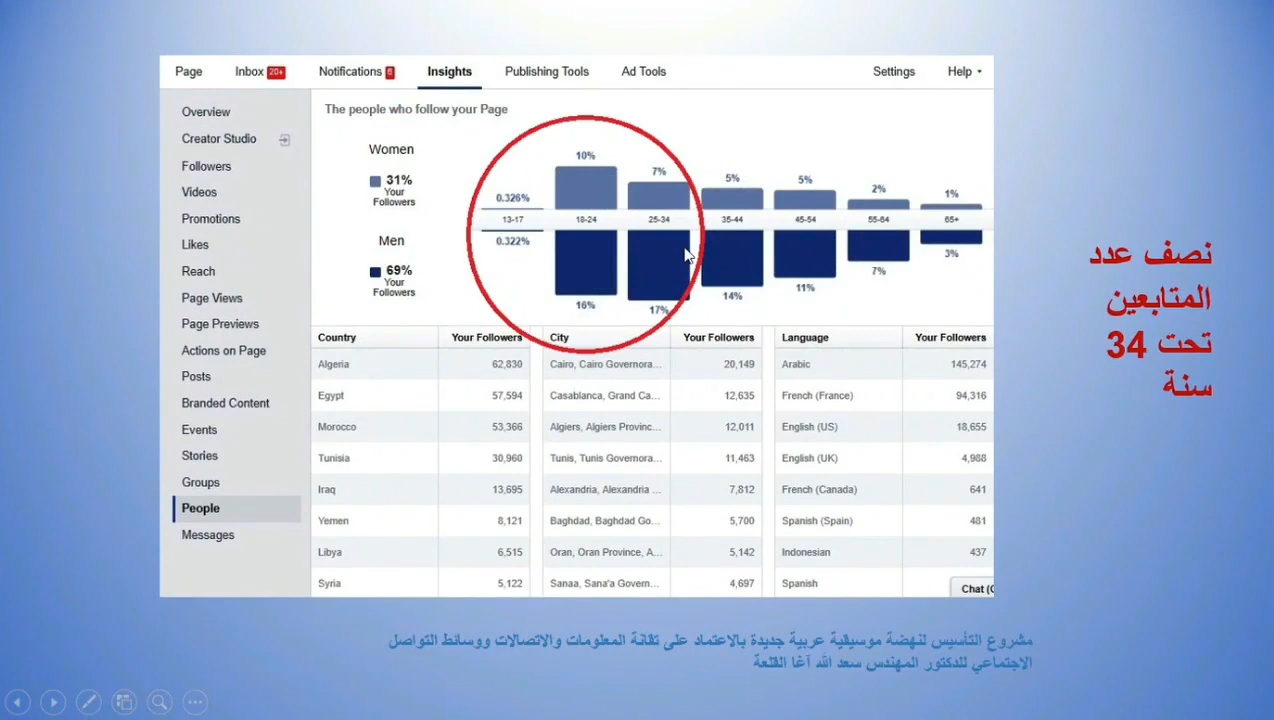 Page Inbox 20+ Notifications 6 Insights Publishing Tools Ad Tools Settings Help
Overview
Creator Studio
Followers
Videos
Promotions
Likes
Reach
Page Views
Page Previews
Actions on Page
Posts
Branded Content
Events
Stories
Groups
People
Messages
The people who follow your Page
Women
31%
Your
Followers
Men
69%
Your
Followers
0.326% 10% 7% 5% 5% 2% 1%
13-17 18-24 25-34 35-44 45-54 55-64 65+
0.322% 16% 17% 14% 11% 7% 3%
Country Your Followers City Your Followers Language Your Followers
Algeria 62,830 Cairo, Cairo Governora... 20,149 Arabic 145,274
Egypt 57,594 Casablanca, Grand Ca... 12,635 French (France) 94,316
Morocco 53,366 Algiers, Algiers Provinc... 12,011 English (US) 18,655
Tunisia 30,960 Tunis, Tunis Governora... 11,463 English (UK) 4,988
Iraq 13,695 Alexandria, Alexandria ... 7,812 French (Canada) 641
Yemen 8,121 Baghdad, Baghdad Go... 5,700 Spanish (Spain) 481
Libya 6,515 Oran, Oran Province, A... 5,142 Indonesian 437
Syria 5,122 Sanaa, Sana'a Govern... 4,697 Spanish
Chat
نصف عدد
المتابعين
تحت 34
سنة
مشروع التأسيس لنهضة موسيقية عربية جديدة بالاعتماد على تقانة المعلومات والاتصالات ووسائط التواصل
الاجتماعي للدكتور المهندس سعد الله آغا القلعة